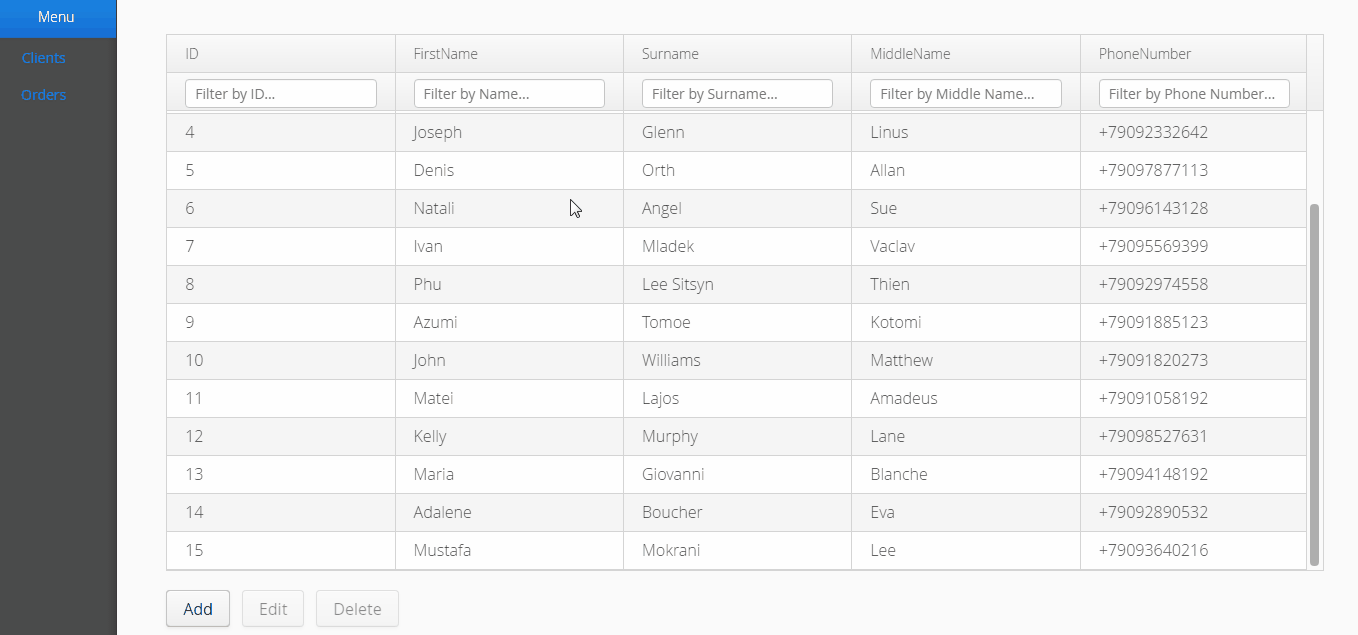 Menu
Clients
Orders
ID FirstName Surname MiddleName PhoneNumber
Filter by ID... Filter by Name... Filter by Surname... Filter by Middle Name... Filter by Phone Number...
4 Joseph Glenn Linus +79092332642
5 Denis Orth Allan +79097877113
6 Natali Angel Sue +79096143128
7 Ivan Mladek Vaclav +79095569399
8 Phu Lee Sitsyn Thien +79092974558
9 Azumi Tomoe Kotomi +79091885123
10 John Williams Matthew +79091820273
11 Matei Lajos Amadeus +79091058192
12 Kelly Murphy Lane +79098527631
13 Maria Giovanni Blanche +79094148192
14 Adalene Boucher Eva +79092890532
15 Mustafa Mokrani Lee +79093640216
Add Edit Delete